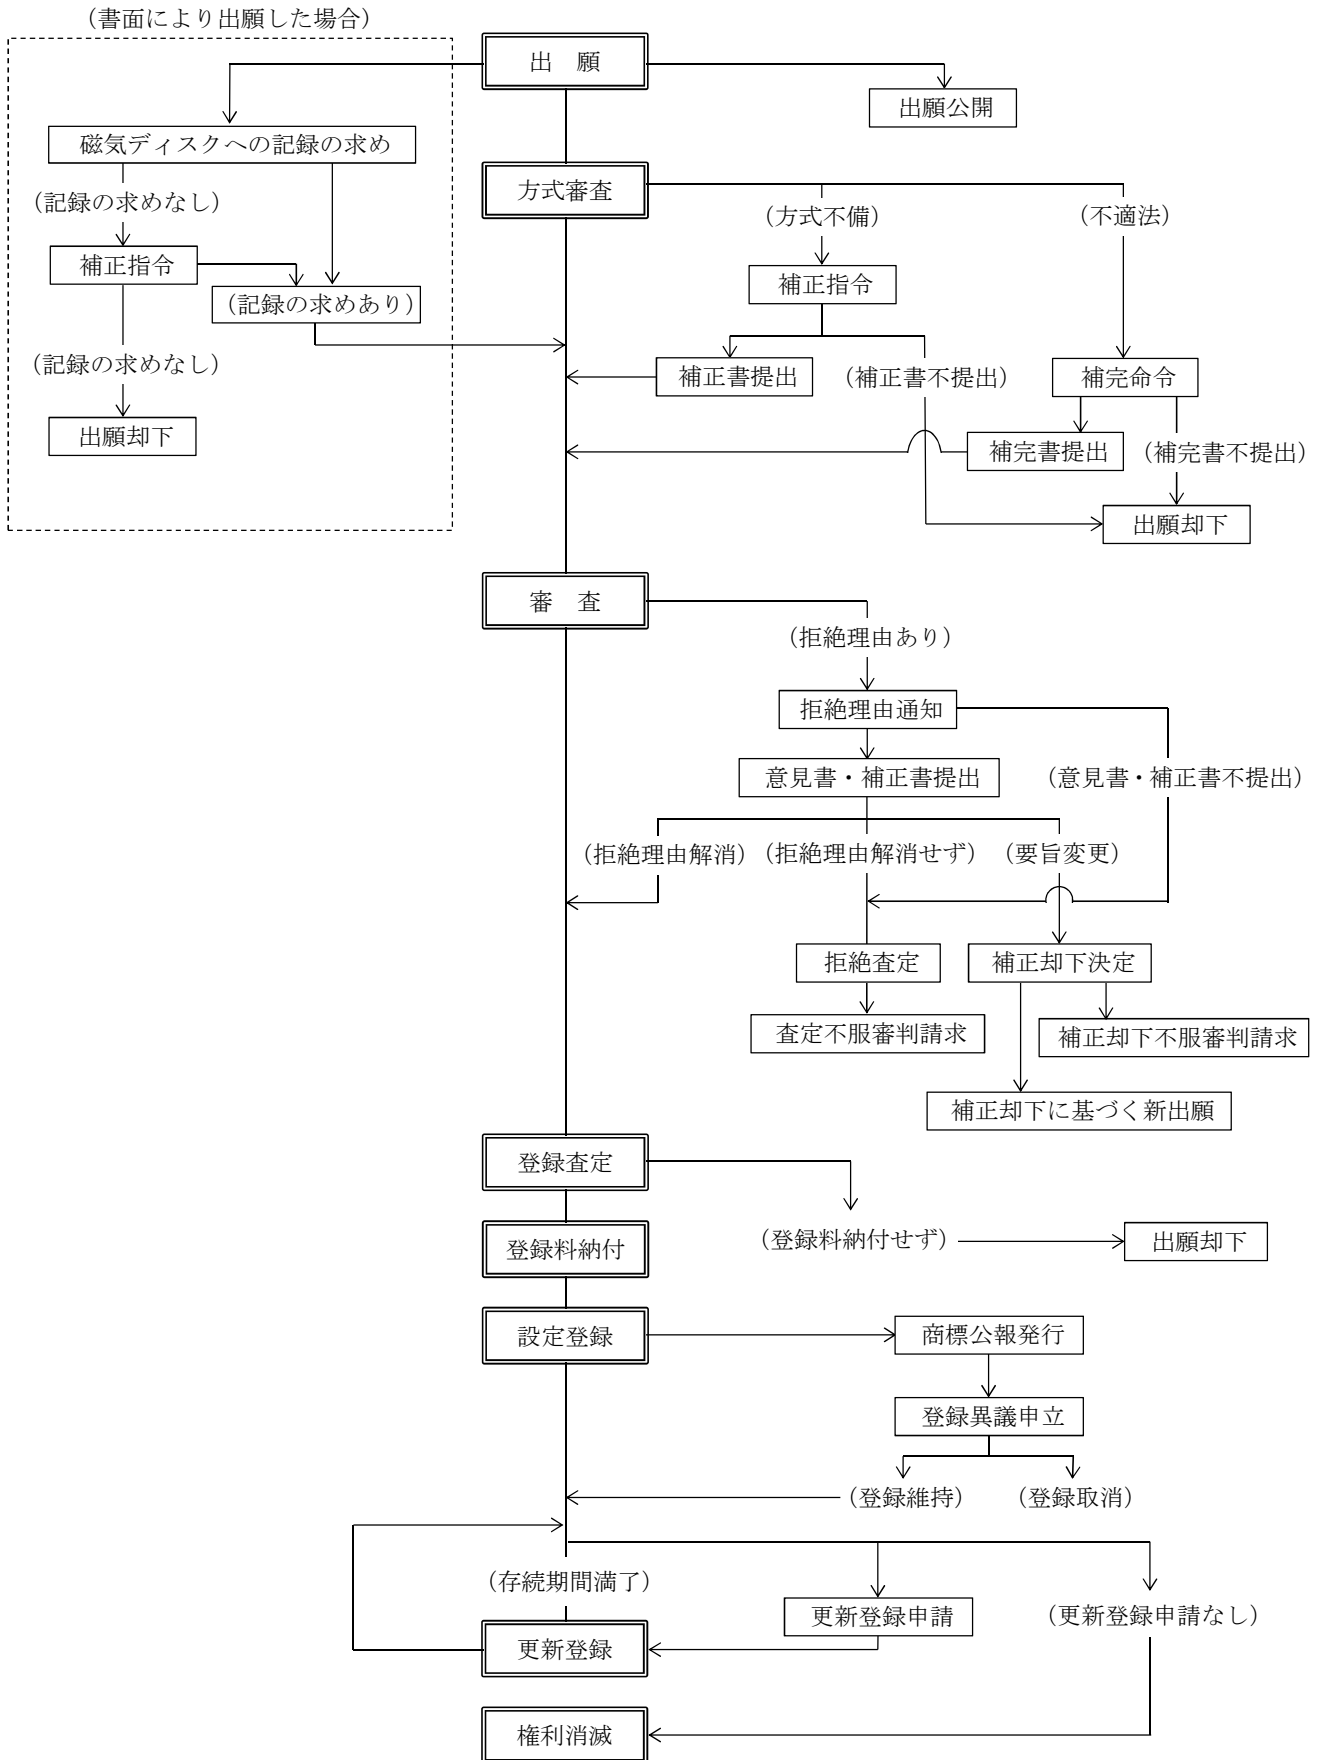 （書面により出願した場合）
出　願
出願公開
磁気ディスクへの記録の求め
方式審査
（記録の求めなし）
（方式不備）
（不適法）
補正指令
補正指令
（記録の求めあり）
（記録の求めなし）
補正書提出
（補正書不提出）
補完命令
出願却下
補完書提出
（補完書不提出）
出願却下
審　査
（拒絶理由あり）
拒絶理由通知
意見書・補正書提出
（意見書・補正書不提出）
（拒絶理由解消）
（拒絶理由解消せず）
（要旨変更）
拒絶査定
補正却下決定
査定不服審判請求
補正却下不服審判請求
補正却下に基づく新出願
登録査定
登録料納付
（登録料納付せず）
出願却下
設定登録
商標公報発行
登録異議申立
（登録維持）
（登録取消）
（存続期間満了）
更新登録申請
（更新登録申請なし）
更新登録
権利消滅